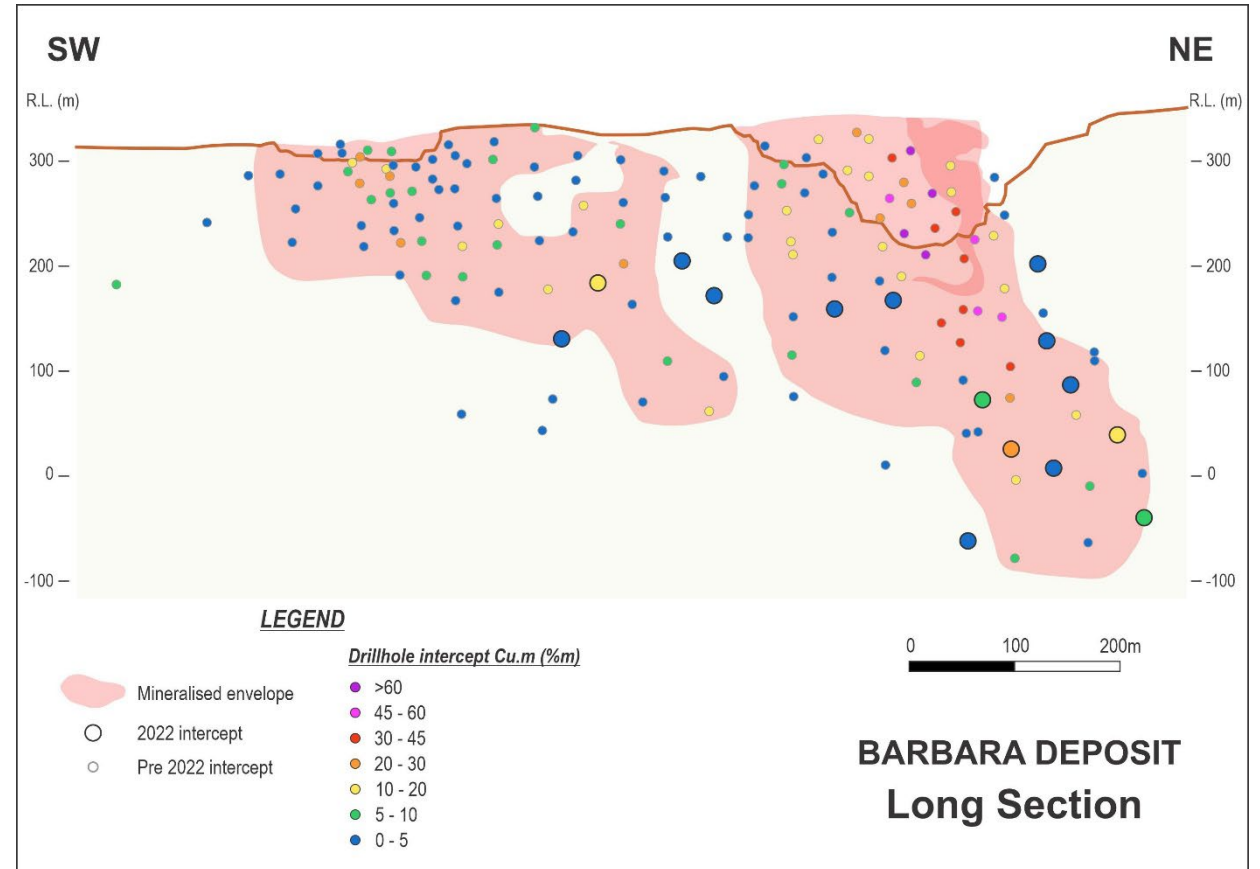 SW
NE
R.L. (m)
R.L. (m)
300
300
200
200
100
100
0
0
-100
-100
LEGEND
Drillhole intercept Cu.m (%m)
Mineralised envelope
2022 intercept
Pre 2022 intercept
>60
45 - 60
30 - 45
20 - 30
10 - 20
5 - 10
0 - 5
0 100 200m
BARBARA DEPOSIT
Long Section